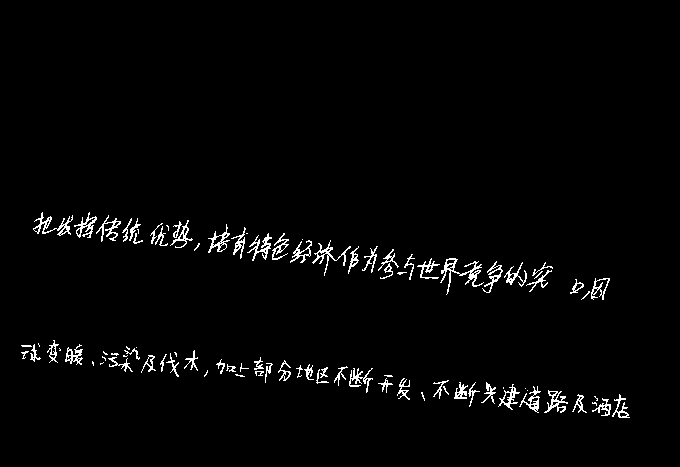 把发挥传统优势,培育特色经济作为参与世界竞争的突 口,因
球变暖、污染及伐木,加上部分地区不断开发、不断兴建道路及酒店